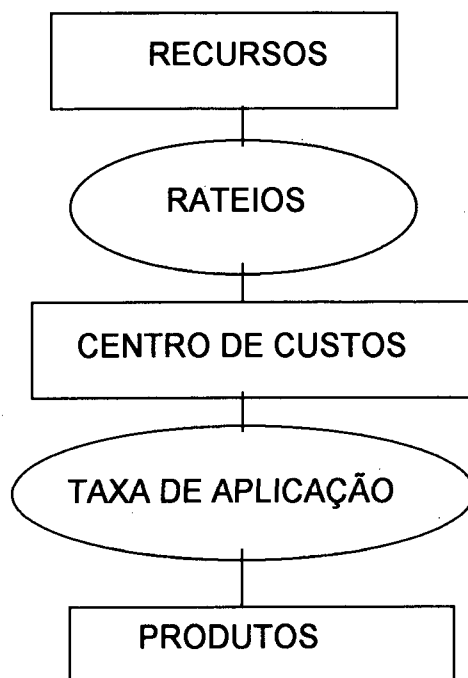 RECURSOS
RATEIOS
CENTRO DE CUSTOS
TAXA DE APLICAÇÃO
PRODUTOS